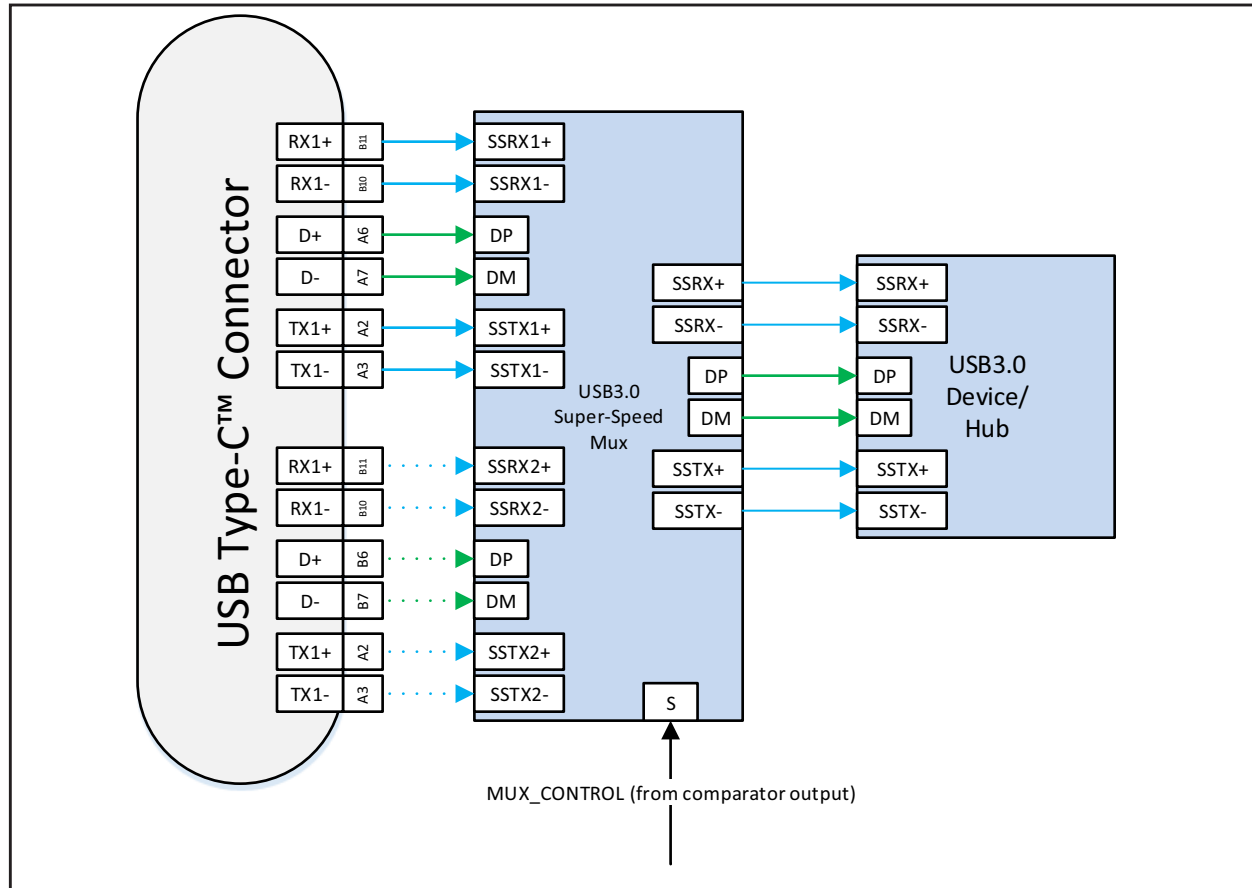 USB Type-C™ Connector
RX1+ B11 SSRX1+
RX1- B10 SSRX1-
D+ A6 DP
D- A7 DM
TX1+ A2 SSTX1+
TX1- A3 SSTX1-
RX1+ B11 SSRX2+
RX1- B10 SSRX2-
D+ B6 DP
D- B7 DM
TX1+ A2 SSTX2+
TX1- A3 SSTX2-
USB3.0
Super-Speed
Mux
S
SSRX+ SSRX+
SSRX- SSRX-
DP DP
DM DM
SSTX+ SSTX+
SSTX- SSTX-
USB3.0
Device/
Hub
MUX_CONTROL (from comparator output)